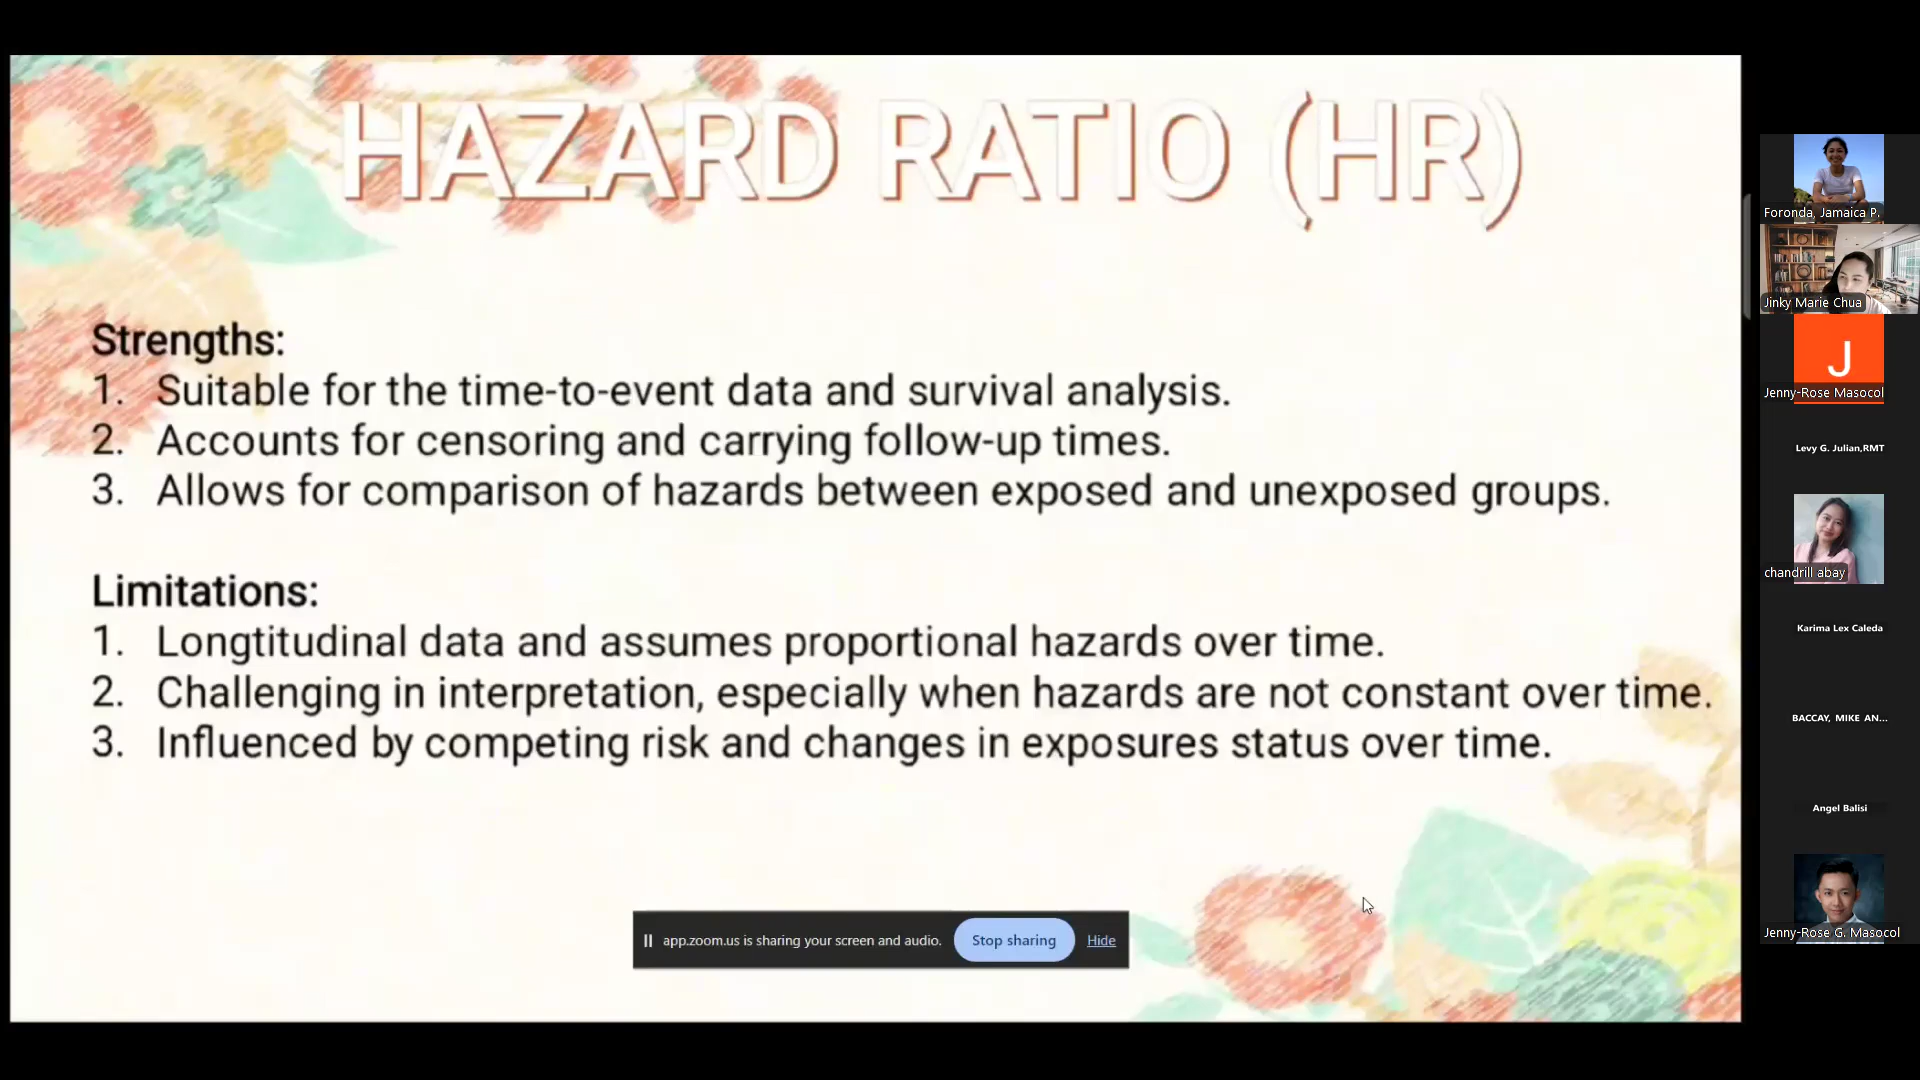 HAZARD RATIO (HR)
Strengths:
1. Suitable for the time-to-event data and survival analysis.
2. Accounts for censoring and carrying follow-up times.
3. Allows for comparison of hazards between exposed and unexposed groups.
Limitations:
1. Longtitudinal data and assumes proportional hazards over time.
2. Challenging in interpretation, especially when hazards are not constant over time.
3. Influenced by competing risk and changes in exposures status over time.
app.zoom.us is sharing your screen and audio. Stop sharing Hide
Foronda, Jamaica P.
Jinky Marie Chua
J
Jenny-Rose Masocol
Levy G. Julian,RMT
chandrill abay
Karima Lex Caleda
BACCAY, MIKE AN...
Angel Balisi
Jenny-Rose G. Masocol